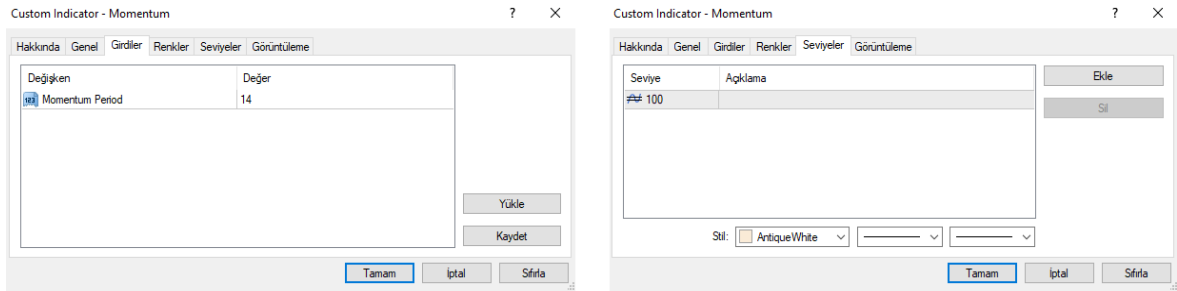 Custom Indicator - Momentum
?
Hakkında Genel Girdiler Renkler Seviyeler Görüntüleme
Değişken Değer
123 Momentum Period 14
Yükle
Kaydet
Tamam İptal Sıfırla
Custom Indicator - Momentum
?
Hakkında Genel Girdiler Renkler Seviyeler Görüntüleme
Seviye Açıklama
100
Ekle
Sil
Stil: AntiqueWhite
Tamam İptal Sıfırla